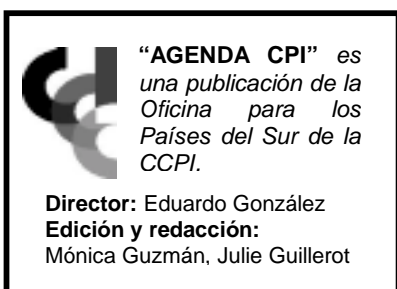 “AGENDA CPI” es
una publicación de la
Oficina para los
Países del Sur de la
CCPI.
Director: Eduardo González
Edición y redacción:
Mónica Guzmán, Julie Guillerot